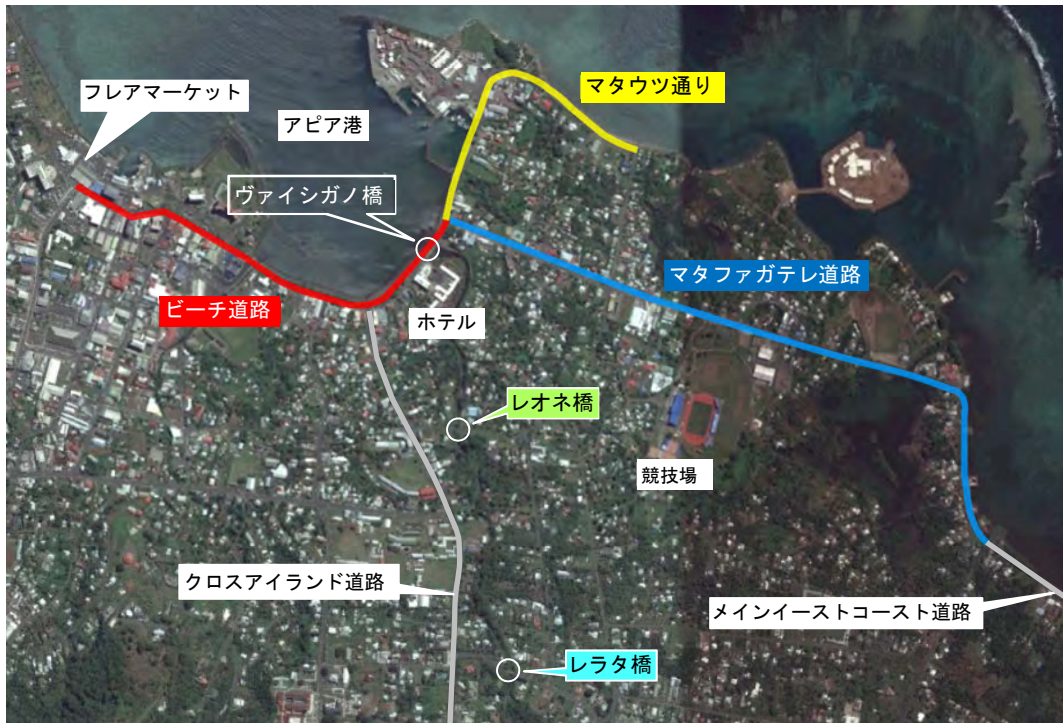 マタウツ通り
フレアマーケット
アピア港
ヴァイシガノ橋
マタファガテレ道路
ビーチ道路
ホテル
レオネ橋
競技場
クロスアイランド道路
メインイーストコースト道路
レラタ橋